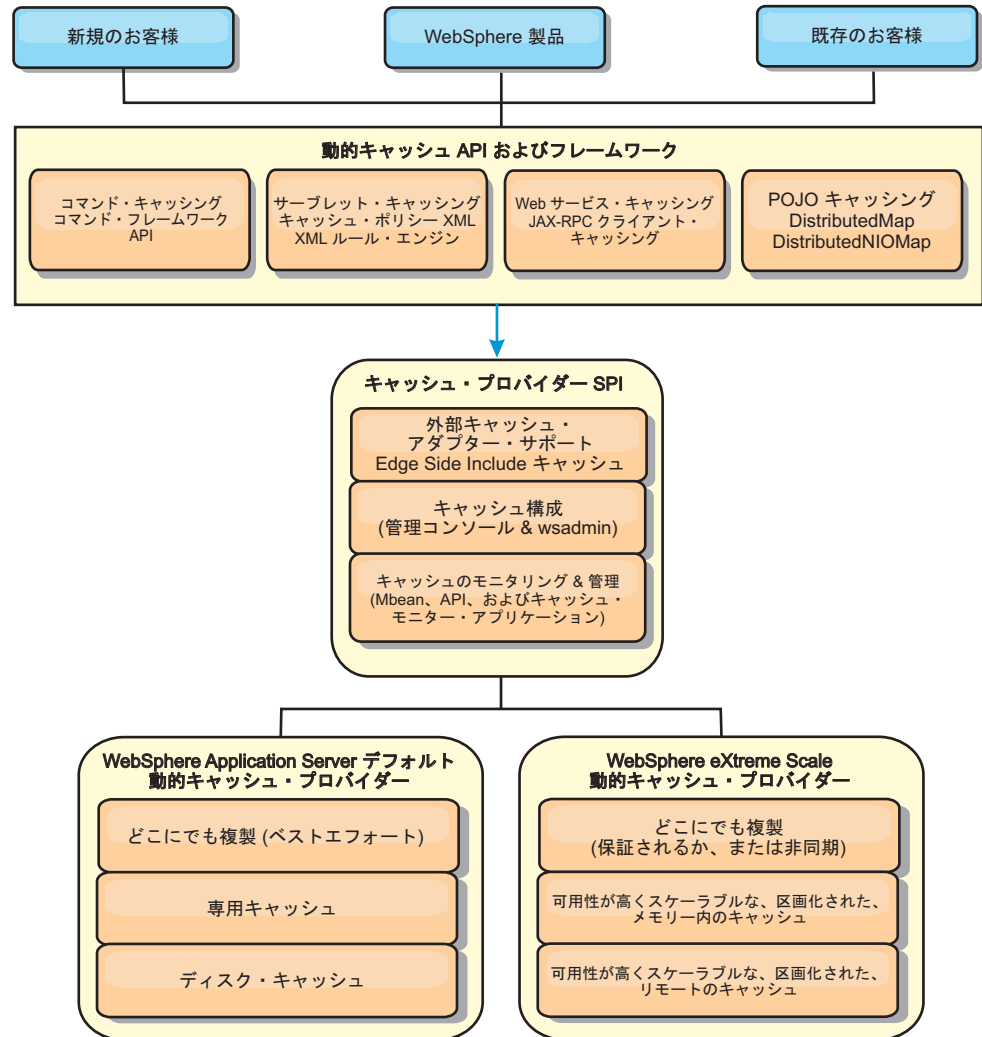 新規のお客様
WebSphere 製品
既存のお客様
動的キャッシュ API およびフレームワーク
コマンド・キャッシング
コマンド・フレームワーク
API
サーブレット・キャッシング
キャッシュ・ポリシー XML
XML ルール・エンジン
Web サービス・キャッシング
JAX-RPC クライアント・
キャッシング
POJO キャッシング
DistributedMap
DistributedNIOMap
キャッシュ・プロバイダー SPI
外部キャッシュ・
アダプター・サポート
Edge Side Include キャッシュ
キャッシュ構成
(管理コンソール & wsadmin)
キャッシュのモニタリング & 管理
(Mbean、API、およびキャッシュ・
モニター・アプリケーション)
WebSphere Application Server デフォルト
動的キャッシュ・プロバイダー
どこにでも複製 (ベストエフォート)
専用キャッシュ
ディスク・キャッシュ
WebSphere eXtreme Scale
動的キャッシュ・プロバイダー
どこにでも複製
(保証されるか、または非同期)
可用性が高くスケーラブルな、区画化された、
メモリー内のキャッシュ
可用性が高くスケーラブルな、区画化された、
リモートのキャッシュ